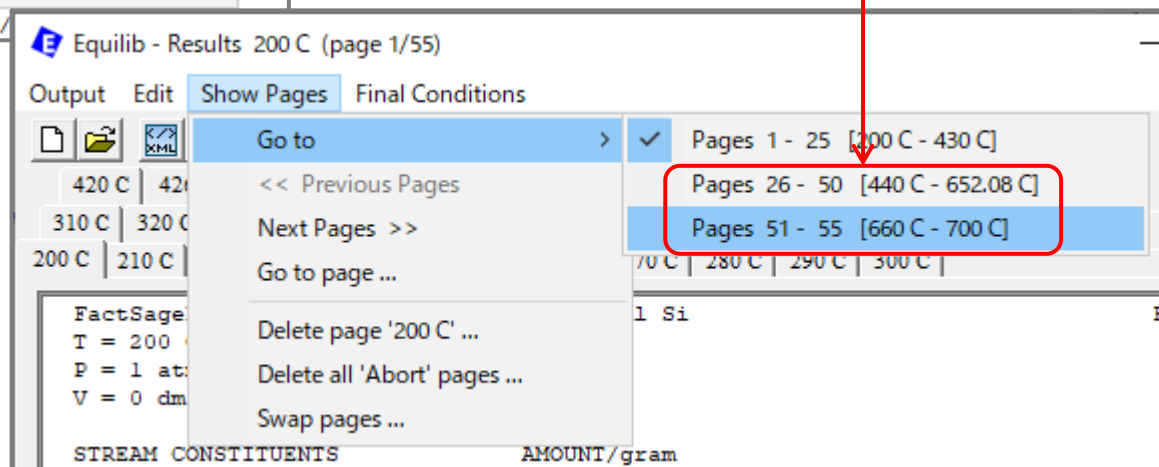 Equilib - Results 200 C (page 1/55)
Output Edit Show Pages Final Conditions
XML
Go to > ✓ Pages 1 - 25 [200 C - 430 C]
420 C << Previous Pages Pages 26 - 50 [440 C - 652.08 C]
310 C 320 C Next Pages >> Pages 51 - 55 [660 C - 700 C]
200 C 210 C Go to page ... 280 C 290 C 300 C
FactSage l Si
T = 200 Delete page '200 C' ...
P = 1 at Delete all 'Abort' pages ...
V = 0 dm Swap pages ...
STREAM CONSTITUENTS AMOUNT/gram